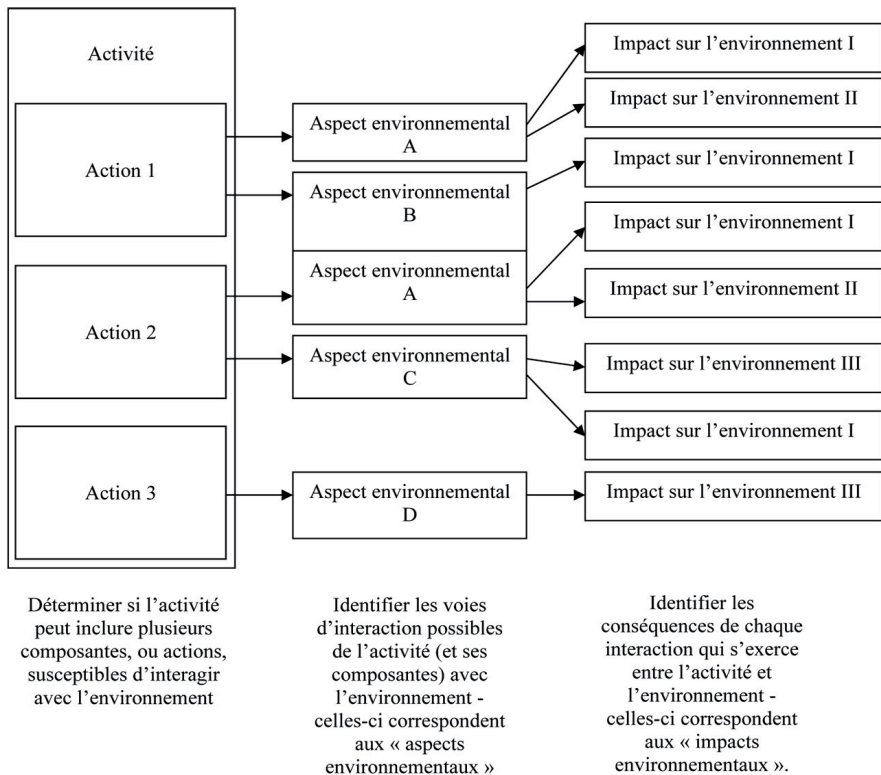 Activité
Action 1
Action 2
Action 3
Aspect environnemental
A
Aspect environnemental
B
Aspect environnemental
A
Aspect environnemental
C
Aspect environnemental
D
Impact sur l’environnement I
Impact sur l’environnement II
Impact sur l’environnement I
Impact sur l’environnement I
Impact sur l’environnement II
Impact sur l’environnement III
Impact sur l’environnement I
Impact sur l’environnement III
Déterminer si l’activité
peut inclure plusieurs
composantes, ou actions,
susceptibles d’interagir
avec l’environnement
Identifier les voies
d’interaction possibles
de l’activité (et ses
composantes) avec
l’environnement -
celles-ci correspondent
aux « aspects
environnementaux »
Identifier les
conséquences de chaque
interaction qui s’exerce
entre l’activité et
l’environnement -
celles-ci correspondent
aux « impacts
environnementaux ».